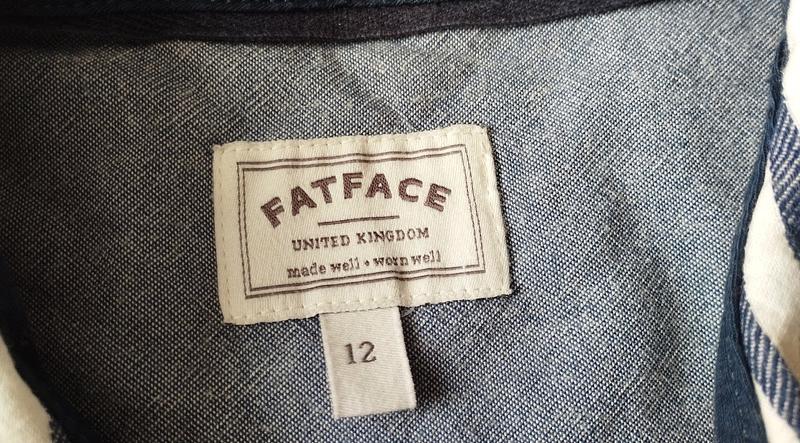 FATFACE
UNITED KINGDOM
made well • worn well
12